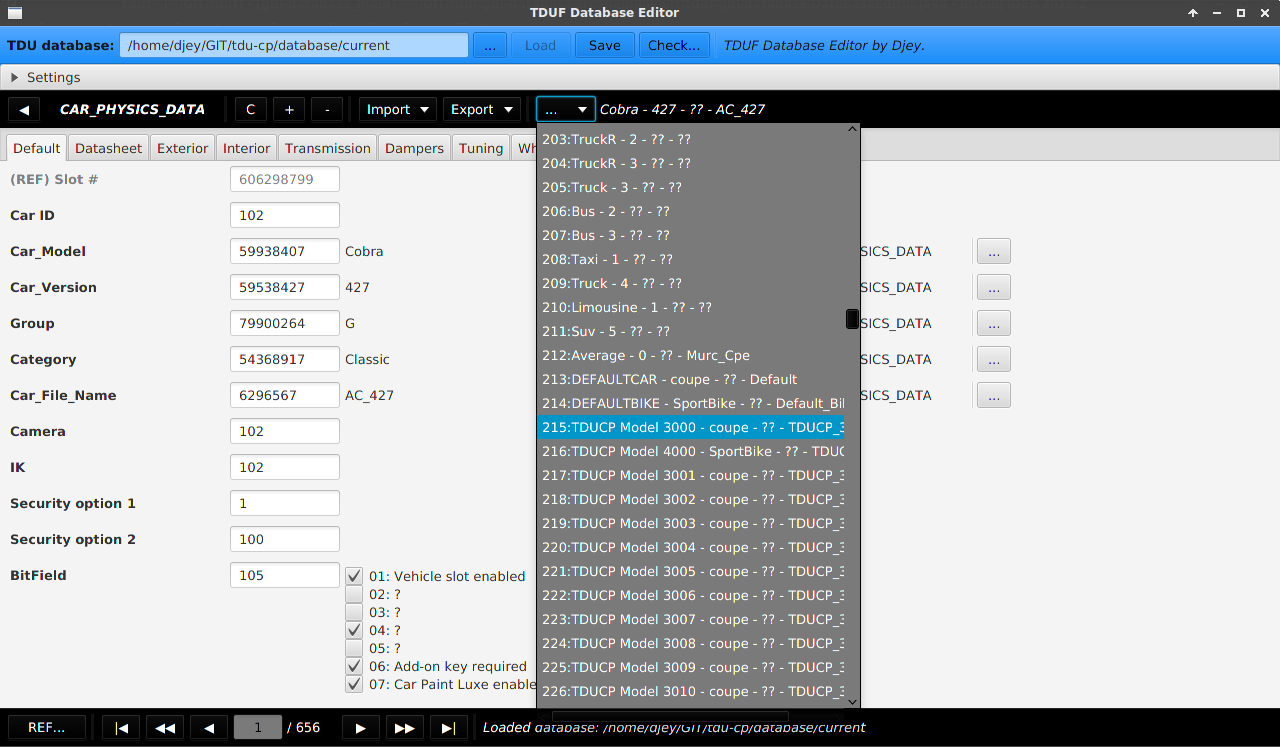 TDUF Database Editor
TDU database: /home/djey/GIT/tdu-cp/database/current ... Load Save Check... TDUF Database Editor by Djey.
Settings
CAR_PHYSICS_DATA C + - Import Export ... Cobra - 427 - ?? - AC_427
Default Datasheet Exterior Interior Transmission Dampers Tuning Wh
203:TruckR - 2 - ?? - ??
204:TruckR - 3 - ?? - ??
205:Truck - 3 - ?? - ??
206:Bus - 2 - ?? - ??
207:Bus - 3 - ?? - ??
208:Taxi - 1 - ?? - ??
209:Truck - 4 - ?? - ??
210:Limousine - 1 - ?? - ??
211:Suv - 5 - ?? - ??
212:Average - 0 - ?? - Murc_Cpe
213:DEFAULTCAR - coupe - ?? - Default
214:DEFAULTBIKE - SportBike - ?? - Default_Bil
215:TDUCP Model 3000 - coupe - ?? - TDUCP_3
216:TDUCP Model 4000 - SportBike - ?? - TDUC
217:TDUCP Model 3001 - coupe - ?? - TDUCP_3
218:TDUCP Model 3002 - coupe - ?? - TDUCP_3
219:TDUCP Model 3003 - coupe - ?? - TDUCP_3
220:TDUCP Model 3004 - coupe - ?? - TDUCP_3
221:TDUCP Model 3005 - coupe - ?? - TDUCP_3
222:TDUCP Model 3006 - coupe - ?? - TDUCP_3
223:TDUCP Model 3007 - coupe - ?? - TDUCP_3
224:TDUCP Model 3008 - coupe - ?? - TDUCP_3
225:TDUCP Model 3009 - coupe - ?? - TDUCP_3
226:TDUCP Model 3010 - coupe - ?? - TDUCP_3
(REF) Slot # 606298799
Car ID 102
Car_Model 59938407 Cobra SICS_DATA ...
Car_Version 59538427 427 SICS_DATA ...
Group 79900264 G SICS_DATA ...
Category 54368917 Classic SICS_DATA ...
Car_File_Name 6296567 AC_427 SICS_DATA ...
Camera 102
IK 102
Security option 1 1
Security option 2 100
BitField 105 01: Vehicle slot enabled
02: ?
03: ?
04: ?
05: ?
06: Add-on key required
07: Car Paint Luxe enable
REF... 1 / 656 Loaded database: /home/djey/GIT/tdu-cp/database/current